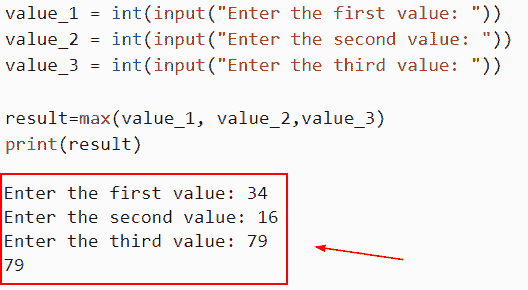 value_1 = int(input("Enter the first value: "))
value_2 = int(input("Enter the second value: "))
value_3 = int(input("Enter the third value: "))
result=max(value_1, value_2,value_3)
print(result)
Enter the first value: 34
Enter the second value: 16
Enter the third value: 79
79